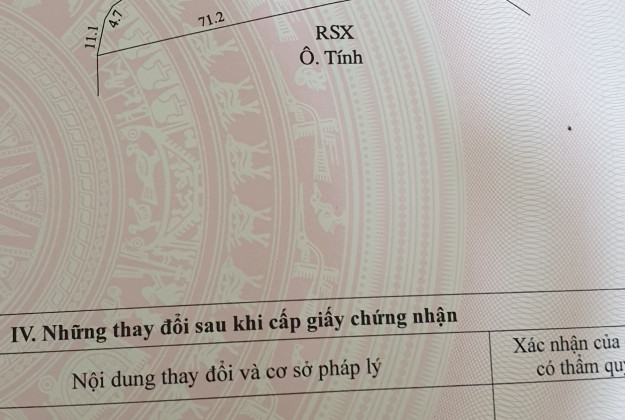 11.1
4.7
71.2
RSX
Ô. Tính
IV. Những thay đổi sau khi cấp giấy chứng nhận
Nội dung thay đổi và cơ sở pháp lý
Xác nhận của
có thẩm